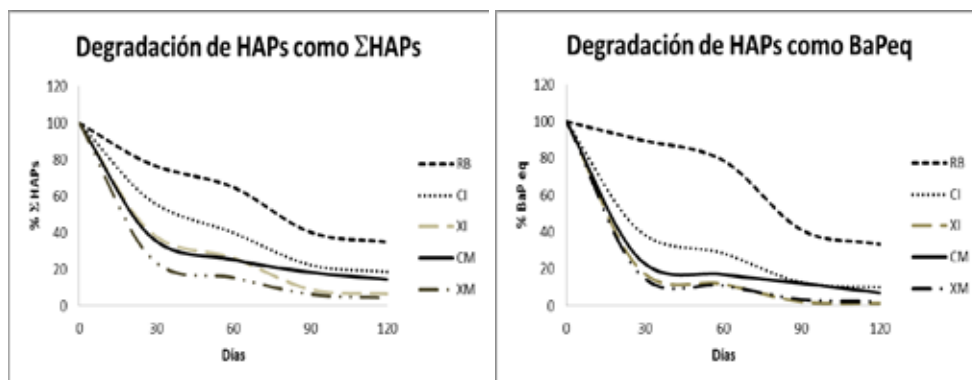 Degradación de HAPs como ΣHAPs
% Σ HAPs
120
100
80
60
40
20
0
0 30 60 90 120
Días
RB
CI
XI
CM
XM
Degradación de HAPs como BaPeq
% BaP eq
120
100
80
60
40
20
0
0 30 60 90 120
Días
RB
CI
XI
CM
XM